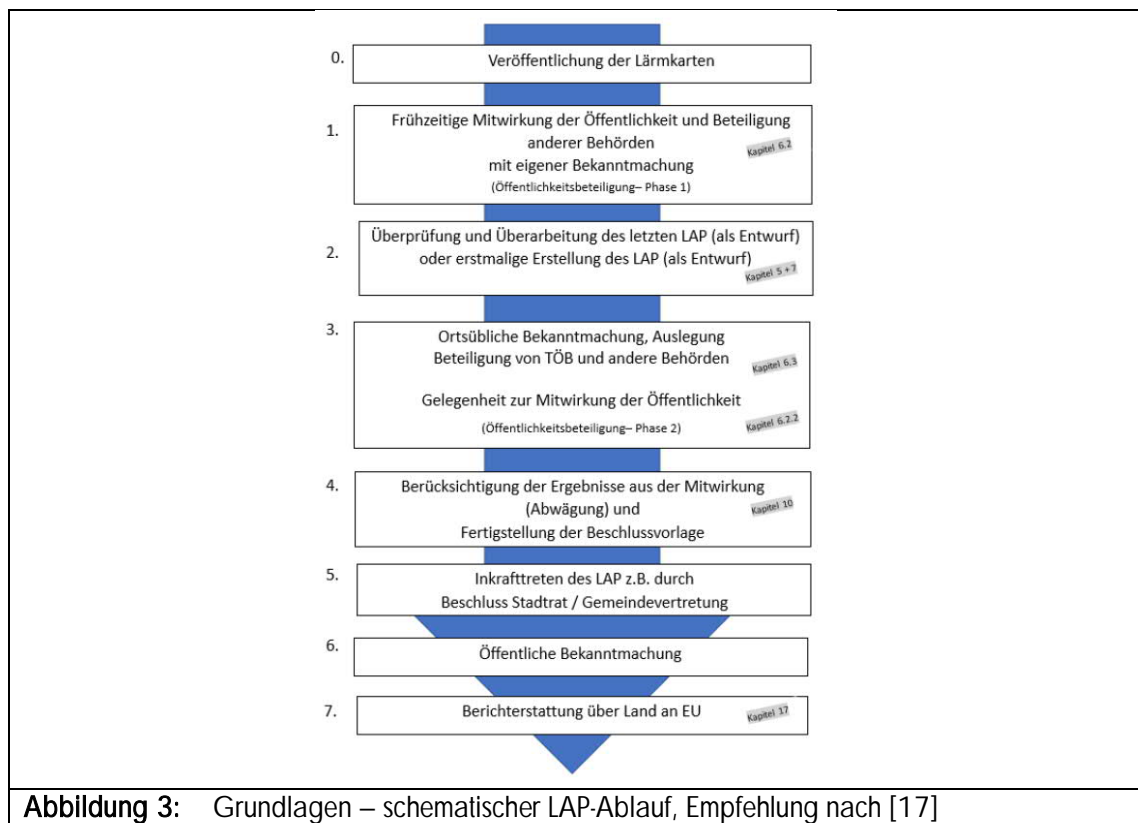 0. Veröffentlichung der Lärmkarten
1. Frühzeitige Mitwirkung der Öffentlichkeit und Beteiligung
anderer Behörden
Kapitel 6.2
mit eigener Bekanntmachung
(Öffentlichkeitsbeteiligung– Phase 1)
2. Überprüfung und Überarbeitung des letzten LAP (als Entwurf)
oder erstmalige Erstellung des LAP (als Entwurf)
Kapitel 5 + 7
3. Ortsübliche Bekanntmachung, Auslegung
Beteiligung von TÖB und andere Behörden
Kapitel 6.3
Gelegenheit zur Mitwirkung der Öffentlichkeit
(Öffentlichkeitsbeteiligung– Phase 2)
Kapitel 6.2.2
4. Berücksichtigung der Ergebnisse aus der Mitwirkung
(Abwägung) und
Kapitel 10
Fertigstellung der Beschlussvorlage
5. Inkrafttreten des LAP z.B. durch
Beschluss Stadtrat / Gemeindevertretung
6. Öffentliche Bekanntmachung
7. Berichterstattung über Land an EU
Kapitel 17
Abbildung 3: Grundlagen – schematischer LAP-Ablauf, Empfehlung nach [17]